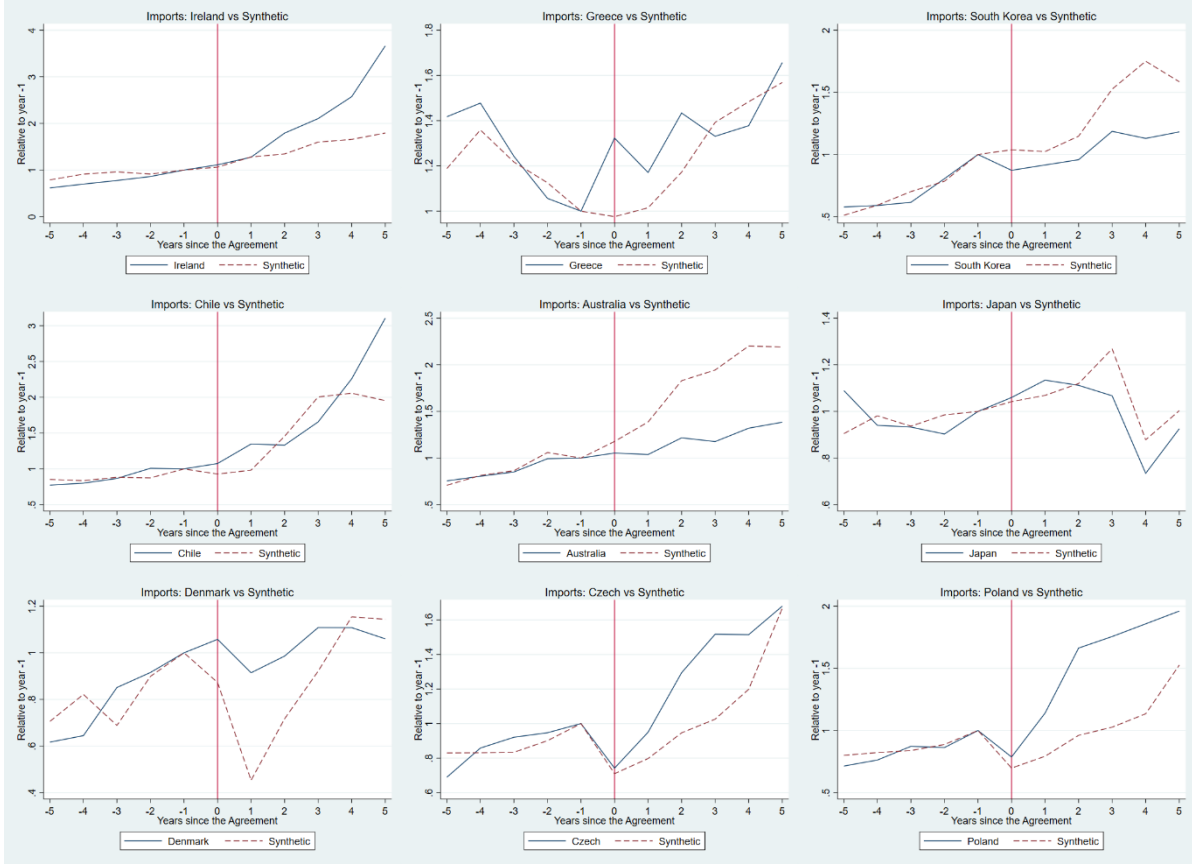 Imports: Ireland vs Synthetic
Relative to year -1
4
3
2
1
0
-5 -4 -3 -2 -1 0 1 2 3 4 5
Years since the Agreement
Ireland Synthetic
Imports: Greece vs Synthetic
Relative to year -1
1.8
1.6
1.4
1.2
1
-5 -4 -3 -2 -1 0 1 2 3 4 5
Years since the Agreement
Greece Synthetic
Imports: South Korea vs Synthetic
Relative to year -1
2
1.5
1
.5
-5 -4 -3 -2 -1 0 1 2 3 4 5
Years since the Agreement
South Korea Synthetic
Imports: Chile vs Synthetic
Relative to year -1
3
2.5
2
1.5
1
.5
-5 -4 -3 -2 -1 0 1 2 3 4 5
Years since the Agreement
Chile Synthetic
Imports: Australia vs Synthetic
Relative to year -1
2.5
2
1.5
1
.5
-5 -4 -3 -2 -1 0 1 2 3 4 5
Years since the Agreement
Australia Synthetic
Imports: Japan vs Synthetic
Relative to year -1
1.4
1.2
1
.8
.6
-5 -4 -3 -2 -1 0 1 2 3 4 5
Years since the Agreement
Japan Synthetic
Imports: Denmark vs Synthetic
Relative to year -1
1.2
1
.8
.6
.4
-5 -4 -3 -2 -1 0 1 2 3 4 5
Years since the Agreement
Denmark Synthetic
Imports: Czech vs Synthetic
Relative to year -1
1.6
1.4
1.2
1
.8
.6
-5 -4 -3 -2 -1 0 1 2 3 4 5
Years since the Agreement
Czech Synthetic
Imports: Poland vs Synthetic
Relative to year -1
2
1.5
1
.5
-5 -4 -3 -2 -1 0 1 2 3 4 5
Years since the Agreement
Poland Synthetic